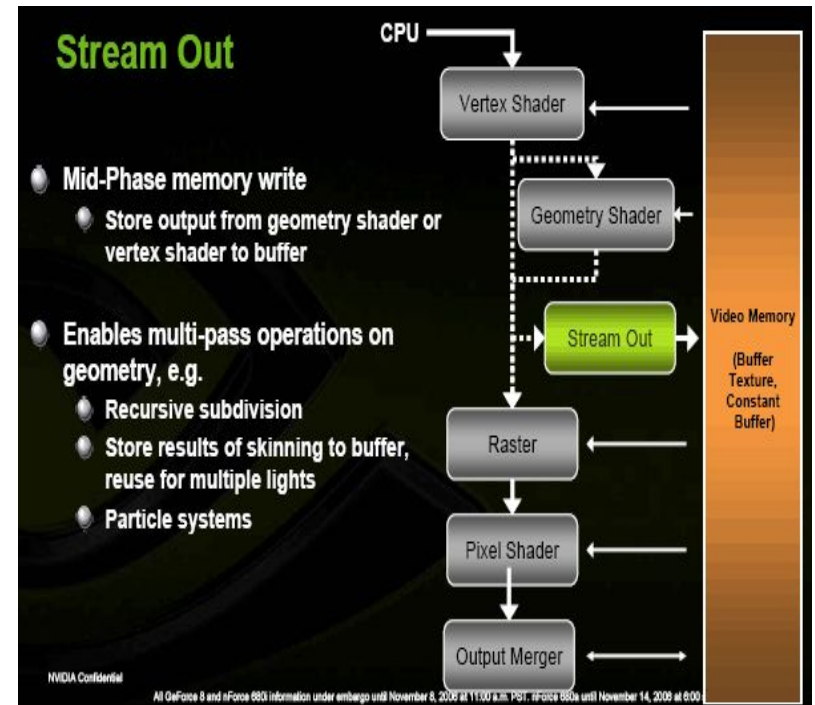 Stream Out
CPU
Vertex Shader
Mid-Phase memory write
Store output from geometry shader or
vertex shader to buffer
Geometry Shader
Enables multi-pass operations on
geometry, e.g.
Recursive subdivision
Store results of skinning to buffer,
reuse for multiple lights
Particle systems
Stream Out
Raster
Pixel Shader
Output Merger
Video Memory
(Buffer
Texture,
Constant
Buffer)
NVIDIA Confidential
All GeForce 8 and nForce 680i information under embargo until November 8, 2006 at 11:00 a.m. PST. nForce 680a until November 14, 2006 at 6:00